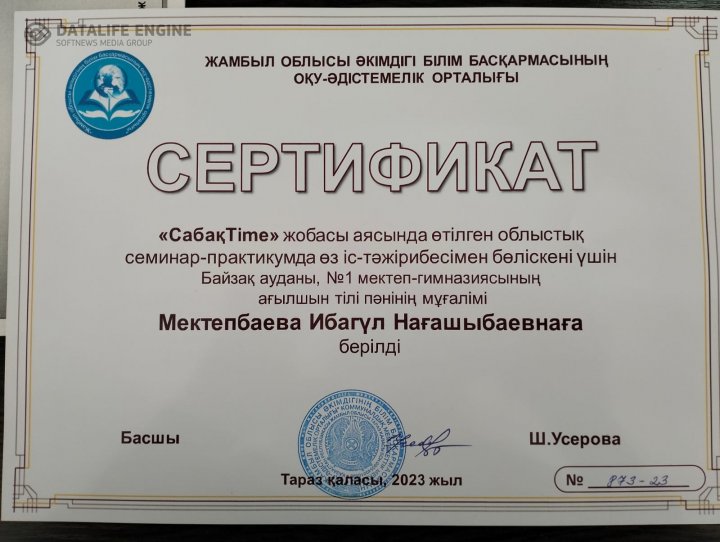 DATALIFE ENGINE
SOFTNEWS MEDIA GROUP
ЖАМБЫЛ ОБЛЫСЫ ӘКІМДІГІ БІЛІМ БАСҚАРМАСЫНЫҢ
ОҚУ-ӘДІСТЕМЕЛІК ОРТАЛЫҒЫ
СЕРТИФИКАТ
«СабақTime» жобасы аясында өтілген облыстық
семинар-практикумда өз іс-тәжірибесімен бөліскені үшін
Байзақ ауданы, №1 мектеп-гимназиясының
ағылшын тілі пәнінің мұғалімі
Мектепбаева Ибагүл Нағашыбаевнаға
берілді
Басшы
Ш.Усерова
Тараз қаласы, 2023 жыл
№ 873-23